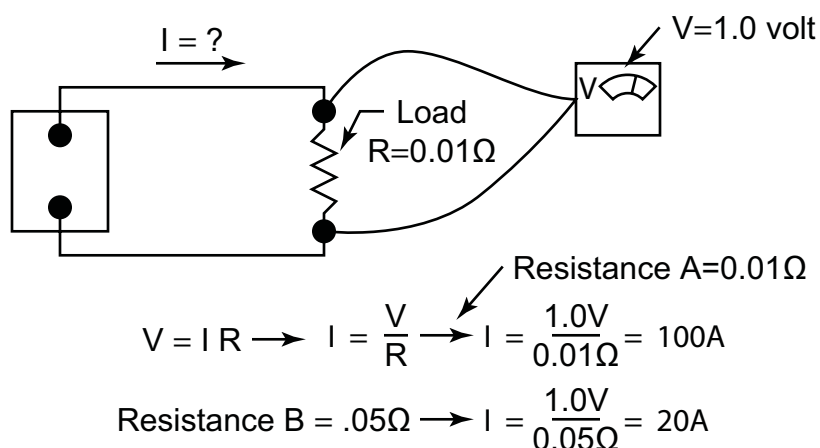 I = ?
V=1.0 volt
V
Load
R=0.01Ω
Resistance A=0.01Ω
V = I R → I = V/R → I = 1.0V/0.01Ω = 100A
Resistance B = .05Ω → I = 1.0V/0.05Ω = 20A